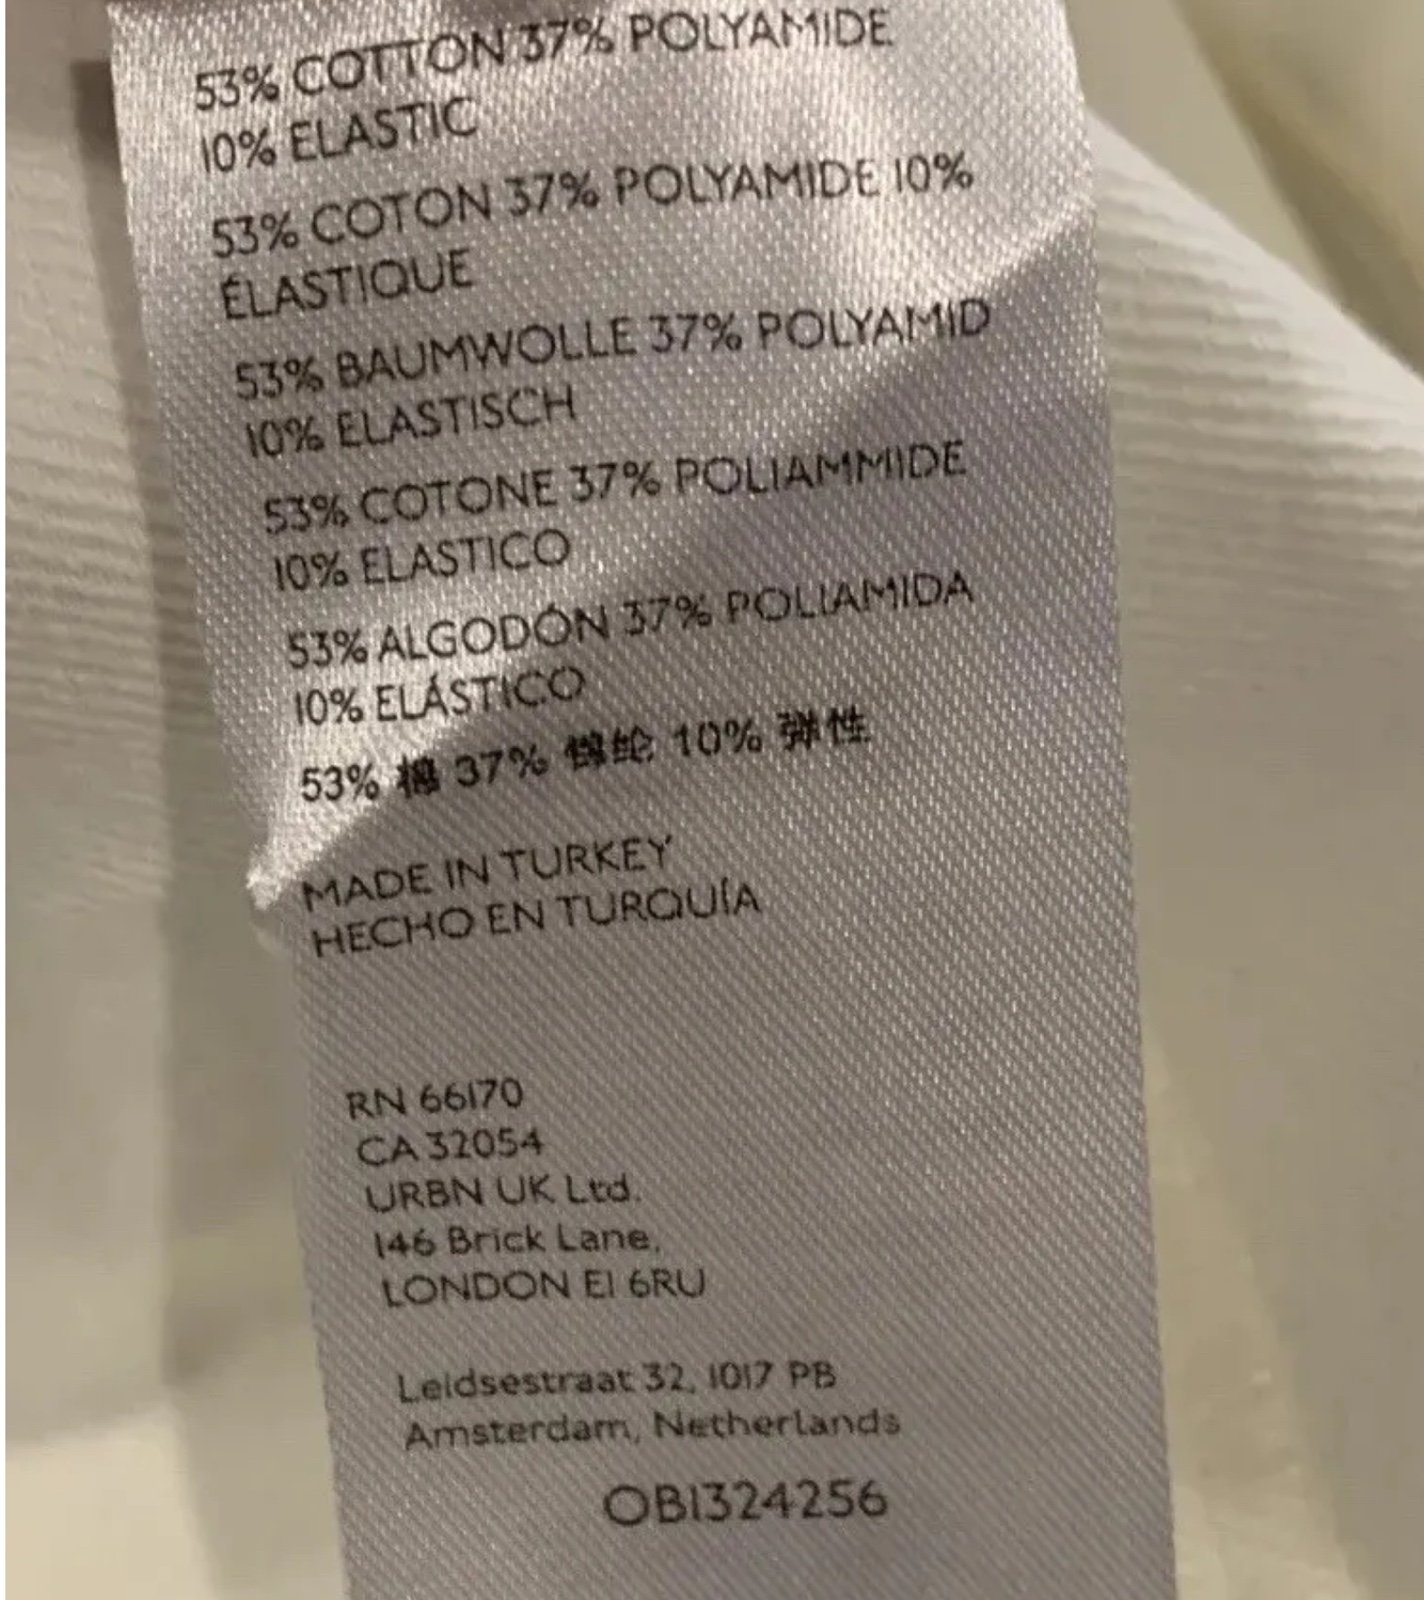 53% COTTON 37% POLYAMIDE
10% ELASTIC
53% COTON 37% POLYAMIDE 10%
ÉLASTIQUE
53% BAUMWOLLE 37% POLYAMID
10% ELASTISCH
53% COTONE 37% POLIAMMIDE
10% ELASTICO
53% ALGODÓN 37% POLIAMIDA
10% ELÁSTICO
53% 棉 37% 锦纶 10% 弹性
MADE IN TURKEY
HECHO EN TURQUÍA
RN 66170
CA 32054
URBN UK Ltd.
146 Brick Lane,
LONDON E1 6RU
Leidsestraat 32, 1017 PB
Amsterdam, Netherlands
OB1324256